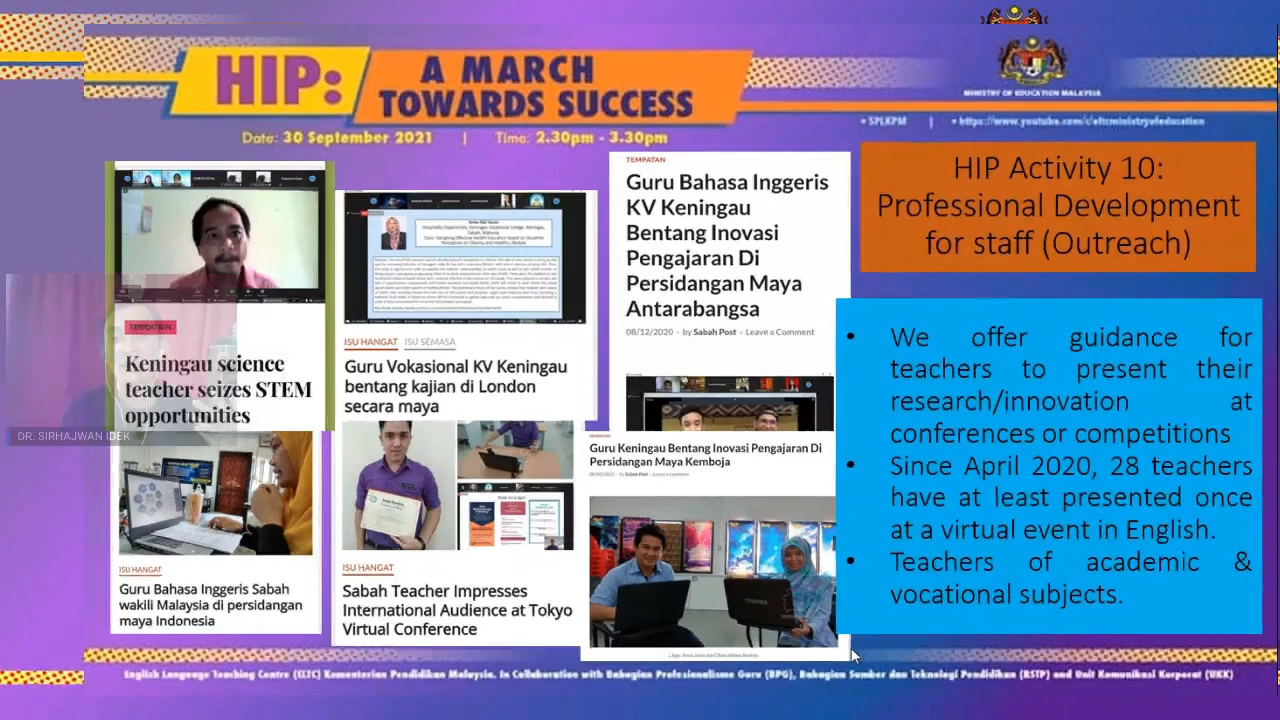 HIP:
A MARCH
TOWARDS SUCCESS
MINISTRY OF EDUCATION MALAYSIA
Date: 30 September 2021 | Time: 2.30pm - 3.30pm
• SPLKPM | • https://www.youtube.com/c/eltcministryofeducation
HIP Activity 10:
Professional Development
for staff (Outreach)
TEMPATAN
Keningau science
teacher seizes STEM
opportunities
DR. SIRHAJWAN IDEK
ISU HANGAT ISU SEMASA
Guru Vokasional KV Keningau
bentang kajian di London
secara maya
TEMPATAN
Guru Bahasa Inggeris
KV Keningau
Bentang Inovasi
Pengajaran Di
Persidangan Maya
Antarabangsa
08/12/2020 - by Sabah Post - Leave a Comment
ISU HANGAT
Guru Bahasa Inggeris Sabah
wakili Malaysia di persidangan
maya Indonesia
ISU HANGAT
Sabah Teacher Impresses
International Audience at Tokyo
Virtual Conference
Guru Keningau Bentang Inovasi Pengajaran Di
Persidangan Maya Kemboja
by Sabah Post - Leave a Comment
TOSHIBA
• We offer guidance for
teachers to present their
research/innovation at
conferences or competitions
• Since April 2020, 28 teachers
have at least presented once
at a virtual event in English.
• Teachers of academic &
vocational subjects.
English Language Teaching Centre (ELTC) Kementerian Pendidikan Malaysia. In Collaboration with Bahagian Profesionalisme Guru (BPG), Bahagian Sumber dan Teknologi Pendidikan (BSTP) and Unit Komunikasi Korporat (UKK)